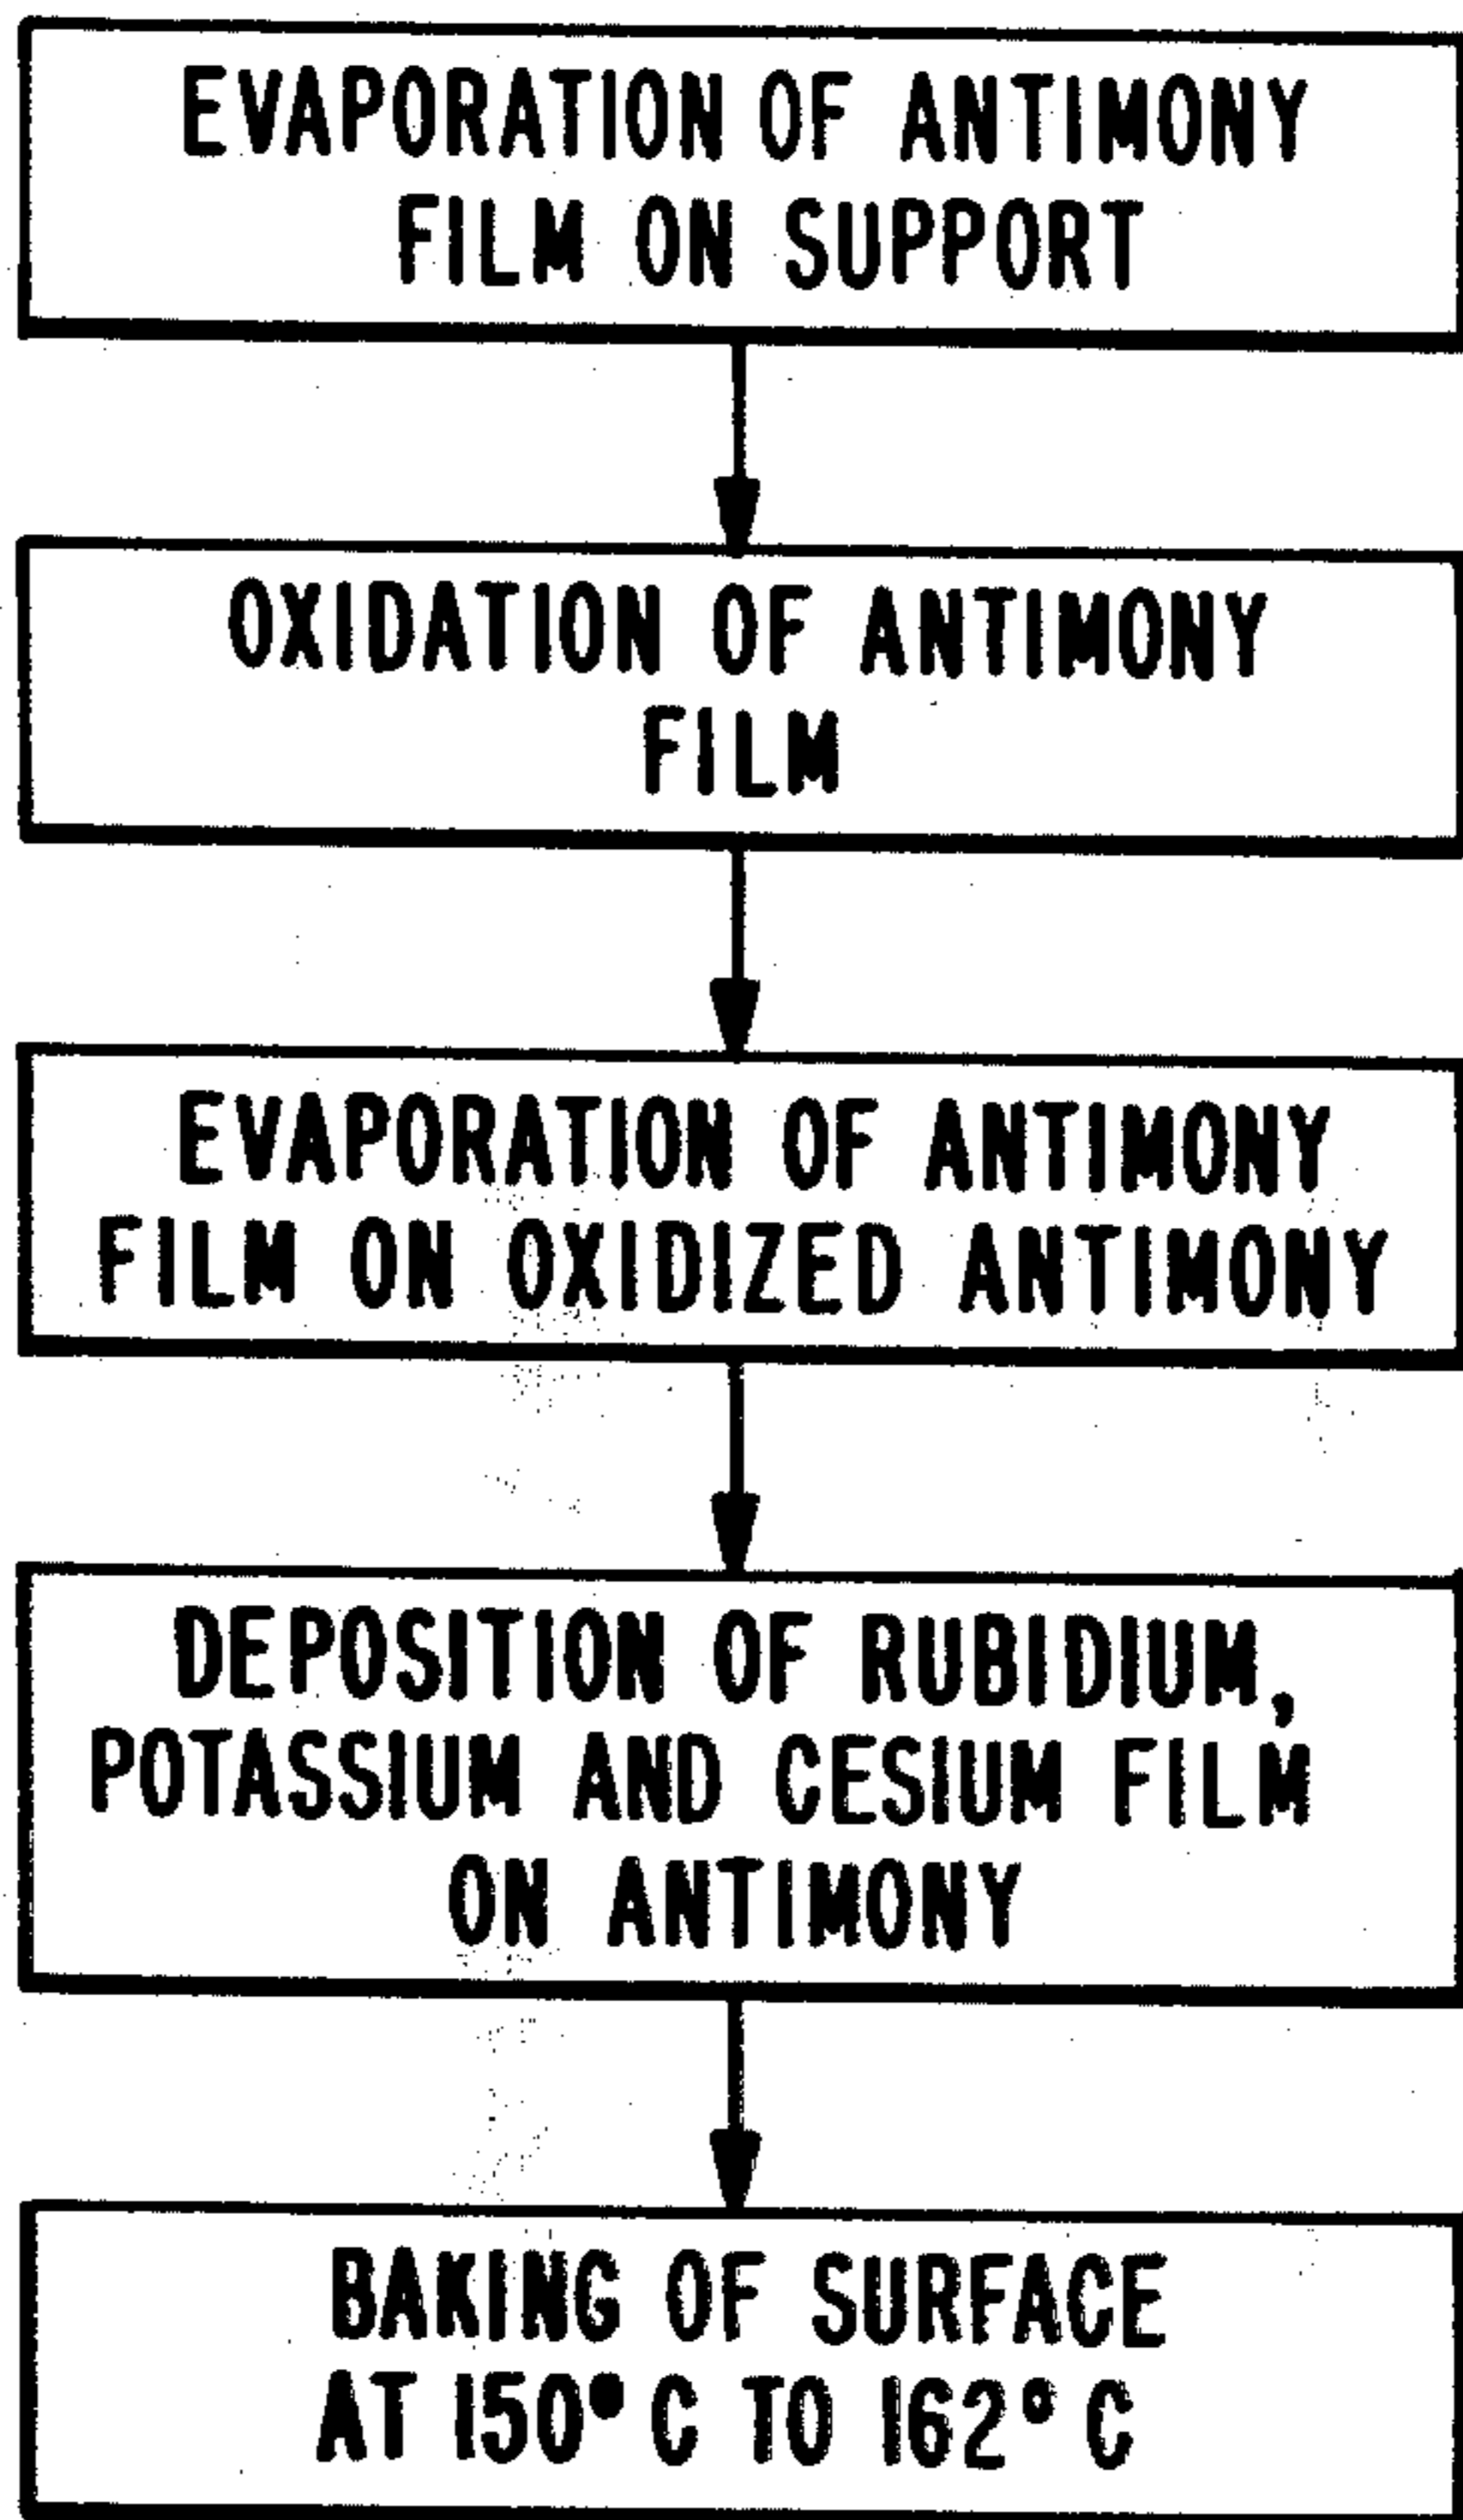 EVAPORATION OF ANTIMONY
FILM ON SUPPORT
OXIDATION OF ANTIMONY
FILM
EVAPORATION OF ANTIMONY
FILM ON OXIDIZED ANTIMONY
DEPOSITION OF RUBIDIUM,
POTASSIUM AND CESIUM FILM
ON ANTIMONY
BAKING OF SURFACE
AT 150° C TO 162° C